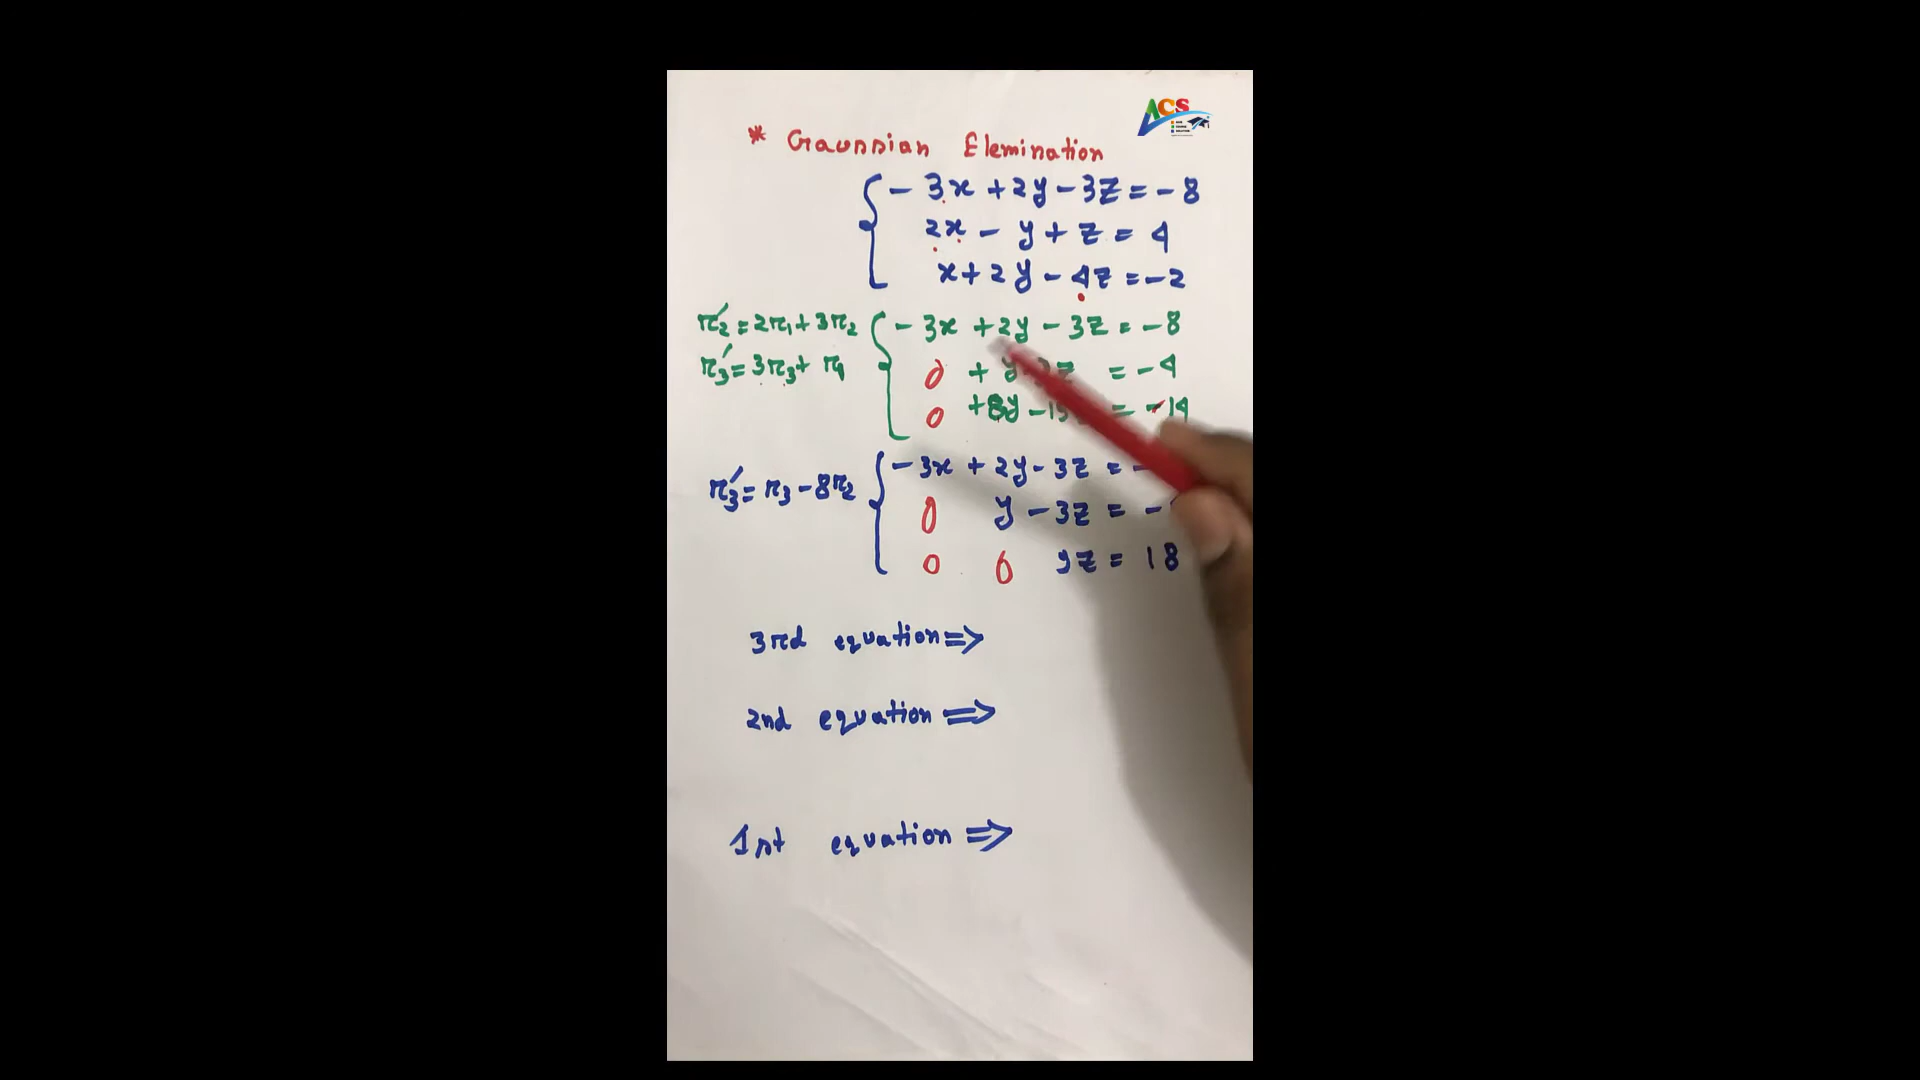 ACS
* Gaussian Elemination
- 3x + 2y - 3z = - 8
2x - y + z = 4
x + 2y - 4z = - 2
r₂′ = 2r₁ + 3r₂ - 3x + 2y - 3z = - 8
r₃′ = 3r₃ + r₁ 0 + y = - 4
0 + 8y - = - 14
r₃′ = r₃ - 8r₂ - 3x + 2y - 3z = -
0 y - 3z = -
0 0 9z = 18
3rd equation ⇒
2nd equation ⇒
1st equation ⇒